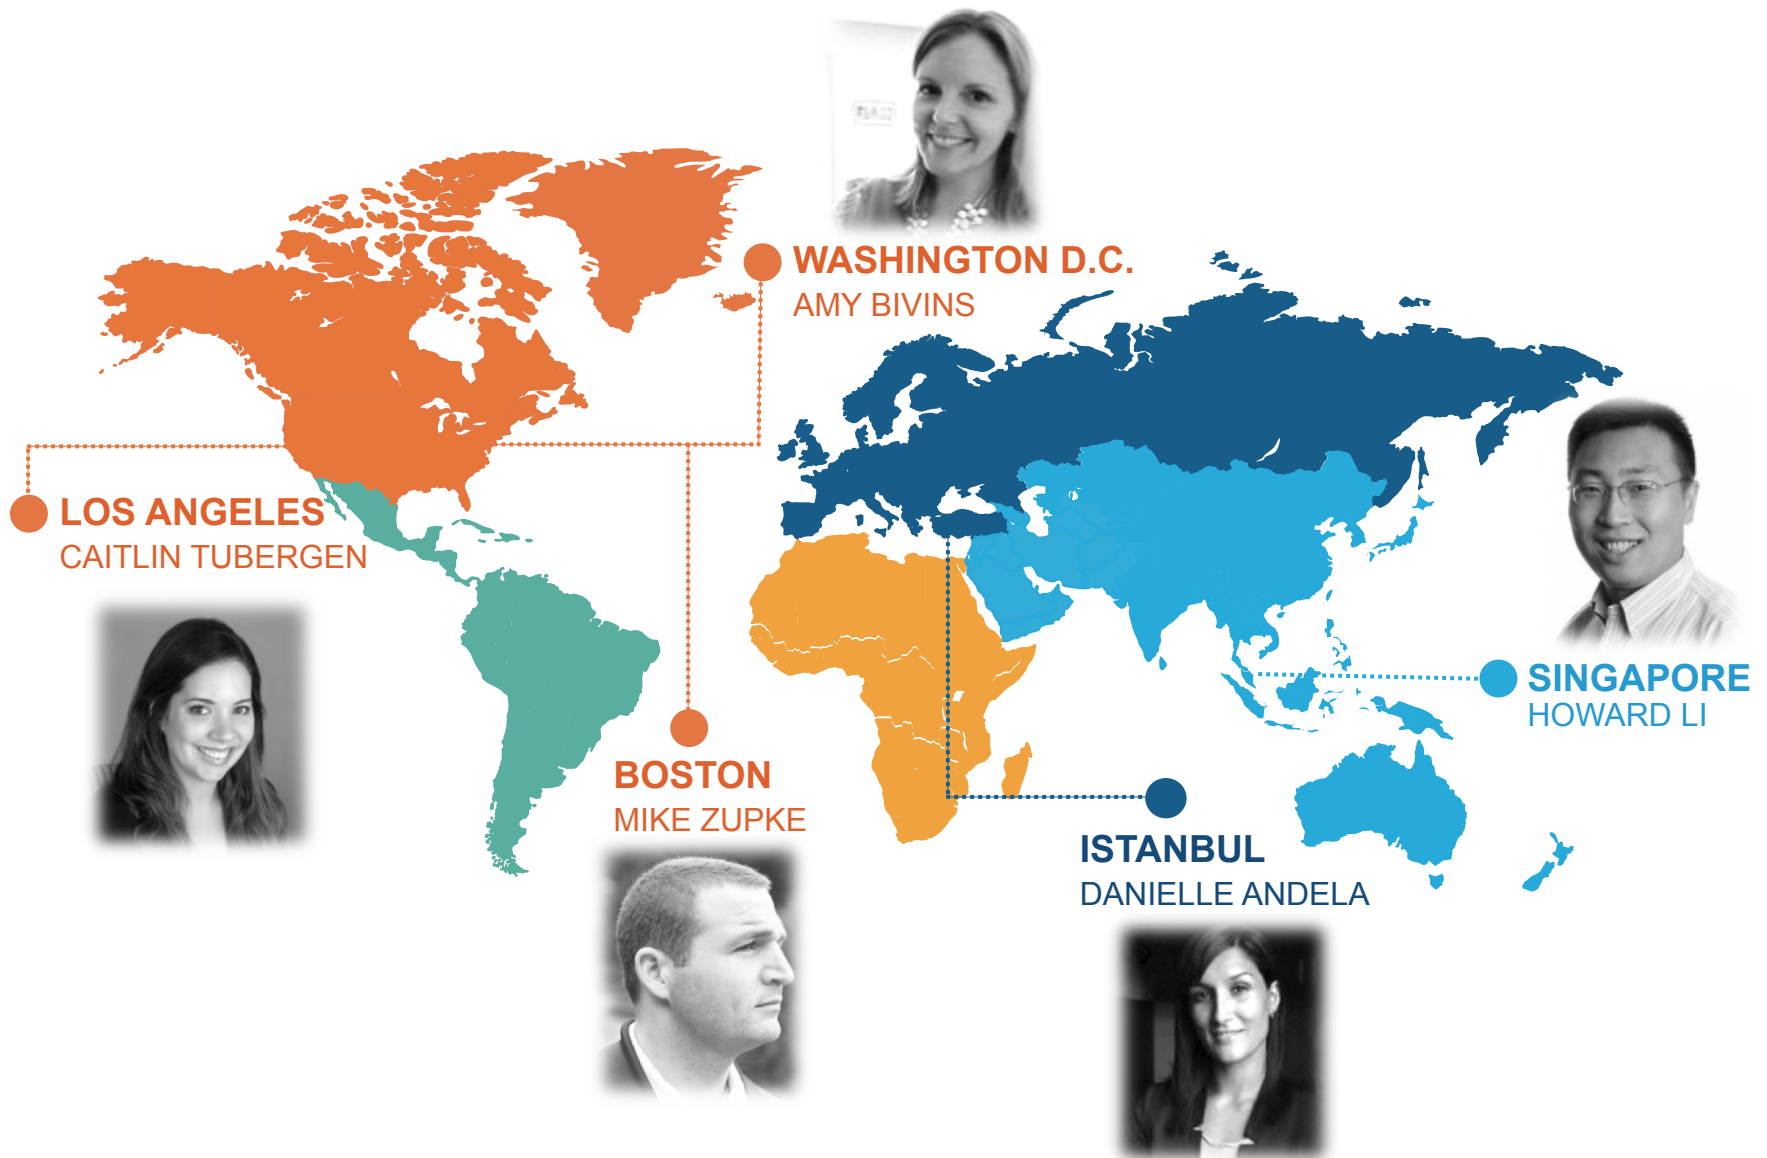 WASHINGTON D.C.
AMY BIVINS
LOS ANGELES
CAITLIN TUBERGEN
SINGAPORE
HOWARD LI
BOSTON
MIKE ZUPKE
ISTANBUL
DANIELLE ANDELA